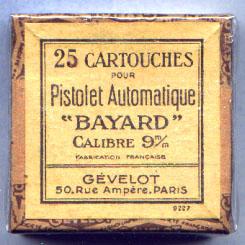 25 CARTOUCHES
POUR
Pistolet Automatique
"BAYARD"
CALIBRE 9m/m
FABRICATION FRANÇAISE
GÉVELOT
50, Rue Ampère, PARIS
9227